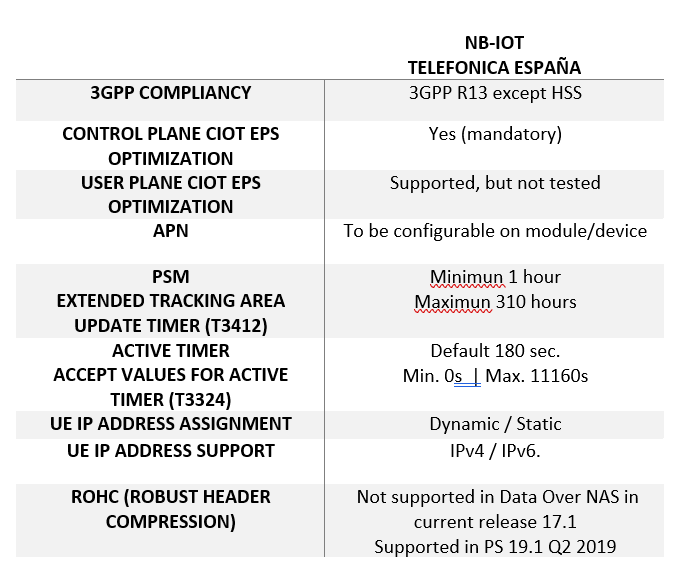 NB-IOT
TELEFONICA ESPAÑA
3GPP COMPLIANCY
3GPP R13 except HSS
CONTROL PLANE CIOT EPS
OPTIMIZATION
Yes (mandatory)
USER PLANE CIOT EPS
OPTIMIZATION
Supported, but not tested
APN
To be configurable on module/device
PSM
EXTENDED TRACKING AREA
UPDATE TIMER (T3412)
Minimun 1 hour
Maximun 310 hours
ACTIVE TIMER
ACCEPT VALUES FOR ACTIVE
TIMER (T3324)
Default 180 sec.
Min. 0s | Max. 11160s
UE IP ADDRESS ASSIGNMENT
Dynamic / Static
UE IP ADDRESS SUPPORT
IPv4 / IPv6.
ROHC (ROBUST HEADER
COMPRESSION)
Not supported in Data Over NAS in
current release 17.1
Supported in PS 19.1 Q2 2019